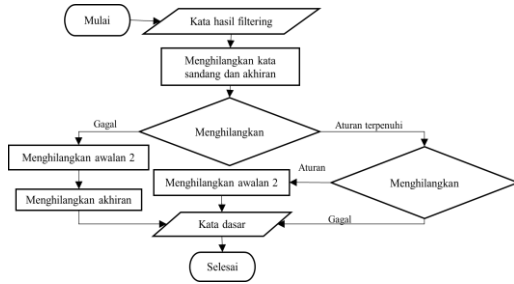 Mulai
Kata hasil filtering
Menghilangkan kata
sandang dan akhiran
Gagal
Menghilangkan
Aturan terpenuhi
Menghilangkan awalan 2
Menghilangkan awalan 2
Aturan
Menghilangkan
Menghilangkan akhiran
Kata dasar
Gagal
Selesai